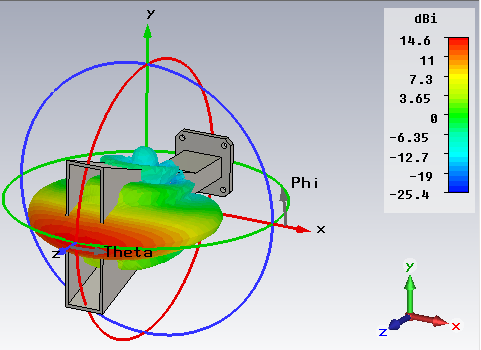 y
dBi
14.6
11
7.3
3.65
0
-6.35
-12.7
-19
-25.4
Phi
x
z
Theta
y
z
x